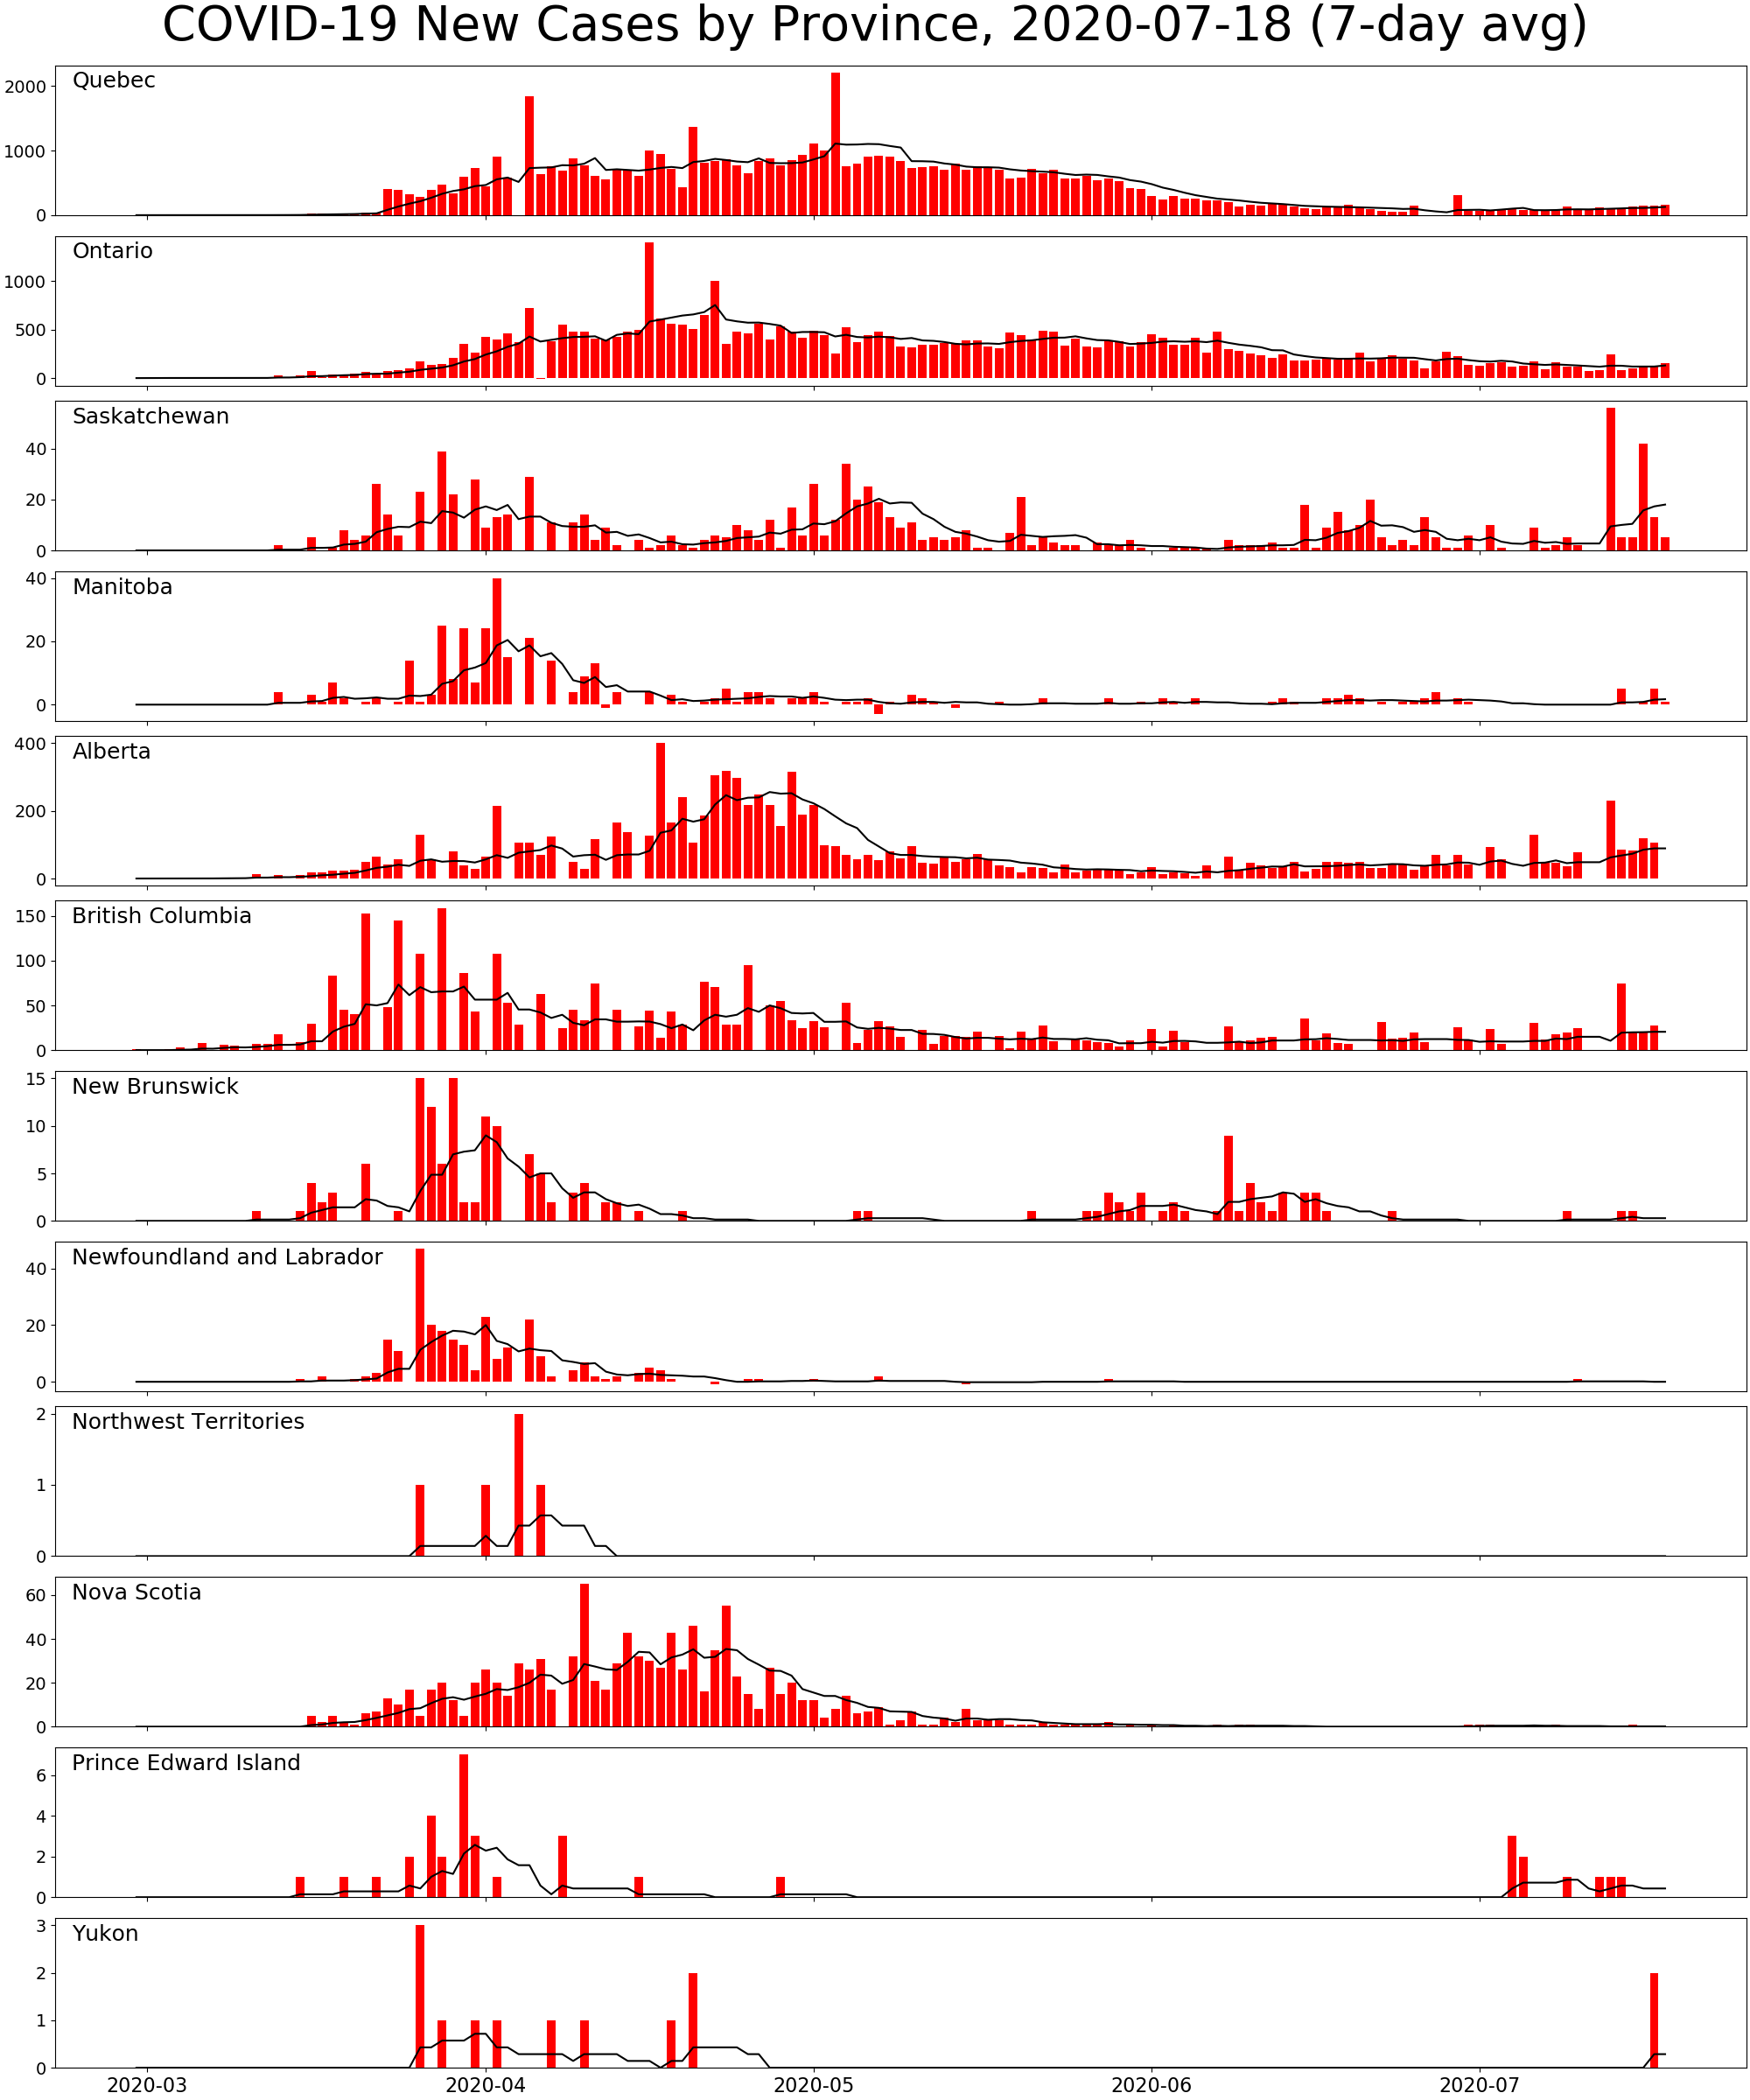 COVID-19 New Cases by Province, 2020-07-18 (7-day avg)
Quebec
2000
1000
0
Ontario
1000
500
0
Saskatchewan
40
20
0
Manitoba
40
20
0
Alberta
400
200
0
British Columbia
150
100
50
0
New Brunswick
15
10
5
0
Newfoundland and Labrador
40
20
0
Northwest Territories
2
1
0
Nova Scotia
60
40
20
0
Prince Edward Island
6
4
2
0
Yukon
3
2
1
0
2020-03 2020-04 2020-05 2020-06 2020-07